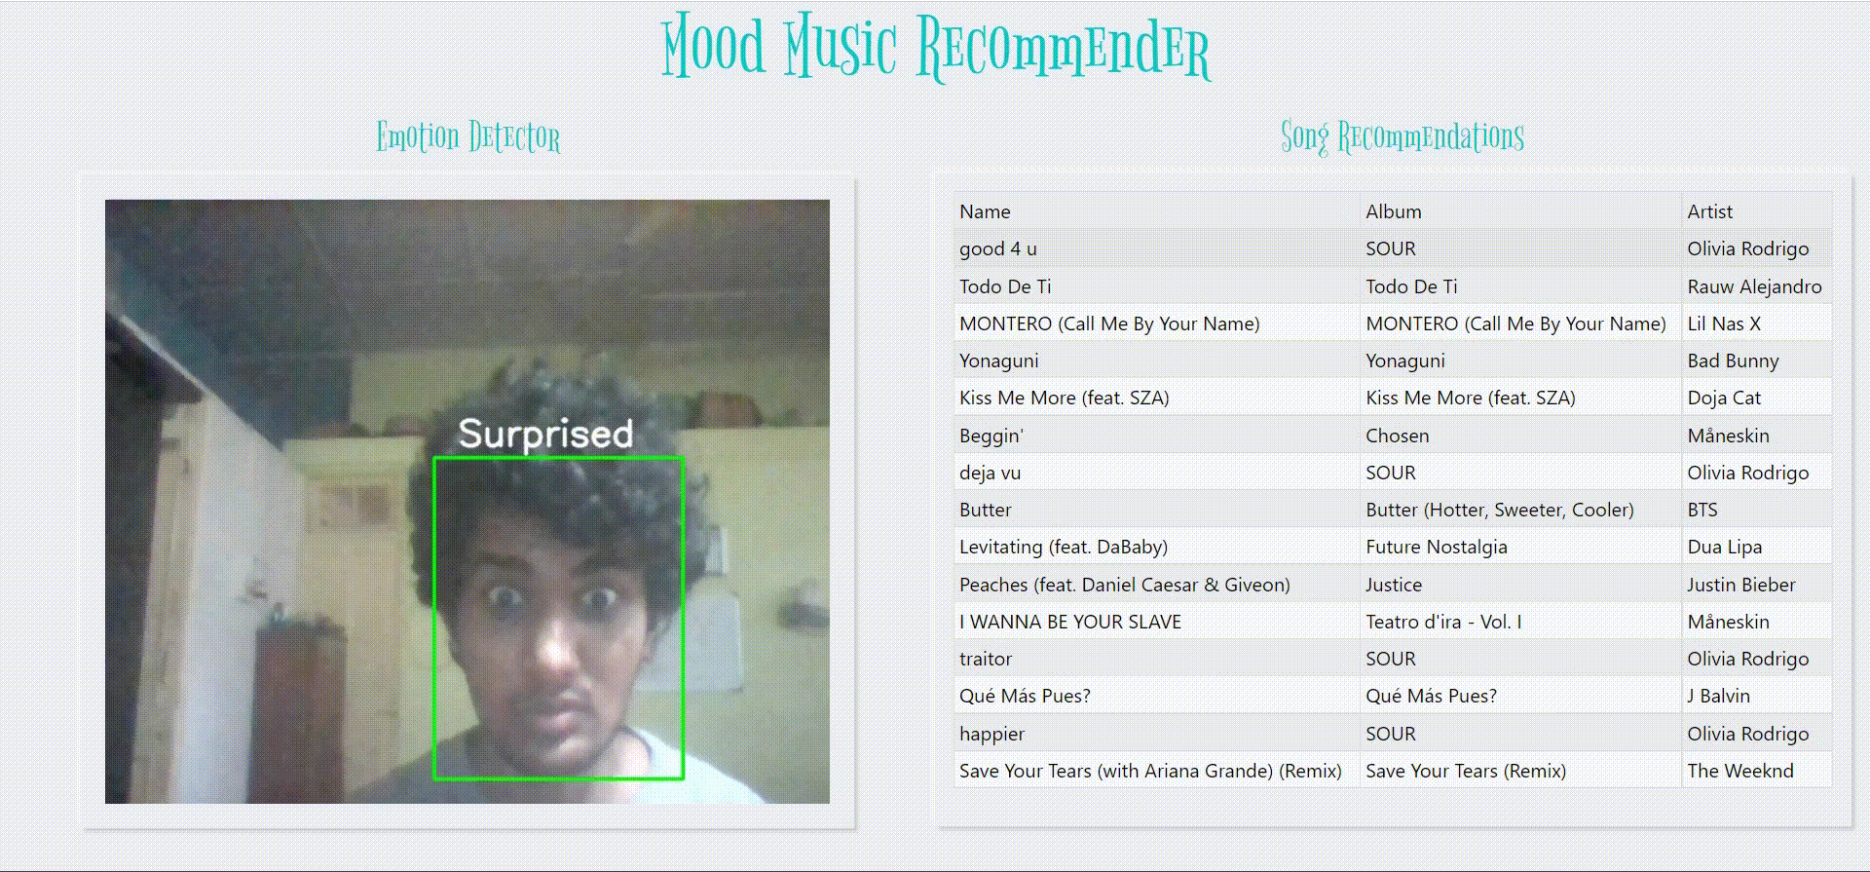 Mood Music Recommender
Emotion Detector
Song Recommendations
Surprised
Name Album Artist
good 4 u SOUR Olivia Rodrigo
Todo De Ti Todo De Ti Rauw Alejandro
MONTERO (Call Me By Your Name) MONTERO (Call Me By Your Name) Lil Nas X
Yonaguni Yonaguni Bad Bunny
Kiss Me More (feat. SZA) Kiss Me More (feat. SZA) Doja Cat
Beggin' Chosen Måneskin
deja vu SOUR Olivia Rodrigo
Butter Butter (Hotter, Sweeter, Cooler) BTS
Levitating (feat. DaBaby) Future Nostalgia Dua Lipa
Peaches (feat. Daniel Caesar & Giveon) Justice Justin Bieber
I WANNA BE YOUR SLAVE Teatro d'ira - Vol. I Måneskin
traitor SOUR Olivia Rodrigo
Qué Más Pues? Qué Más Pues? J Balvin
happier SOUR Olivia Rodrigo
Save Your Tears (with Ariana Grande) (Remix) Save Your Tears (Remix) The Weeknd